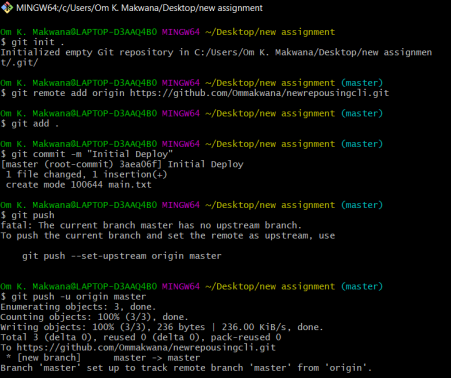 MINGW64:/c/Users/Om K. Makwana/Desktop/new assignment
Om K. Makwana@LAPTOP-D3AAQ4B0 MINGW64 ~/Desktop/new assignment
$ git init .
Initialized empty Git repository in C:/Users/Om K. Makwana/Desktop/new assignmen
t/.git/
Om K. Makwana@LAPTOP-D3AAQ4B0 MINGW64 ~/Desktop/new assignment (master)
$ git remote add origin https://github.com/Ommakwana/newrepousingcli.git
Om K. Makwana@LAPTOP-D3AAQ4B0 MINGW64 ~/Desktop/new assignment (master)
$ git add .
Om K. Makwana@LAPTOP-D3AAQ4B0 MINGW64 ~/Desktop/new assignment (master)
$ git commit -m "Initial Deploy"
[master (root-commit) 3aea06f] Initial Deploy
1 file changed, 1 insertion(+)
create mode 100644 main.txt
Om K. Makwana@LAPTOP-D3AAQ4B0 MINGW64 ~/Desktop/new assignment (master)
$ git push
fatal: The current branch master has no upstream branch.
To push the current branch and set the remote as upstream, use
git push --set-upstream origin master
Om K. Makwana@LAPTOP-D3AAQ4B0 MINGW64 ~/Desktop/new assignment (master)
$ git push -u origin master
Enumerating objects: 3, done.
Counting objects: 100% (3/3), done.
Writing objects: 100% (3/3), 236 bytes | 236.00 KiB/s, done.
Total 3 (delta 0), reused 0 (delta 0), pack-reused 0
To https://github.com/Ommakwana/newrepousingcli.git
* [new branch] master -> master
Branch 'master' set up to track remote branch 'master' from 'origin'.